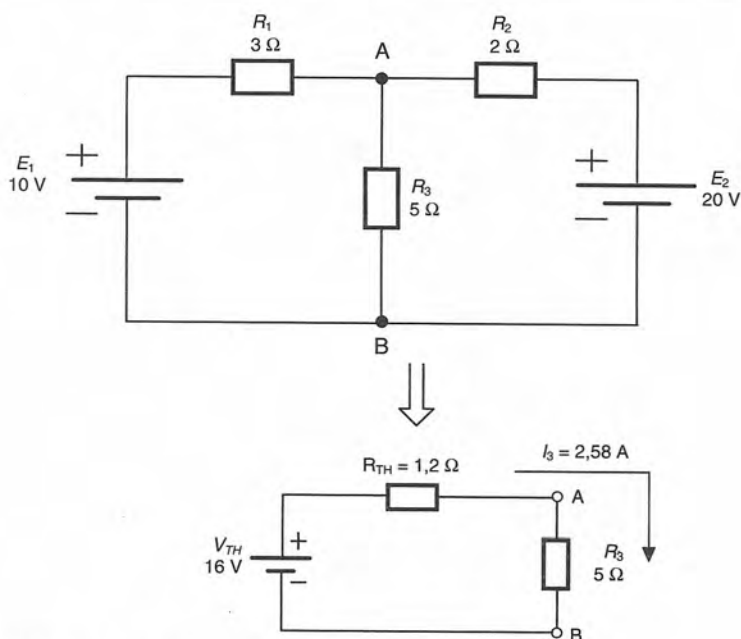 R1
3 Ω
A
R2
2 Ω
E1
10 V
+
−
R3
5 Ω
+
−
E2
20 V
B
I3 = 2,58 A
RTH = 1,2 Ω
A
VTH
16 V
+
−
R3
5 Ω
B